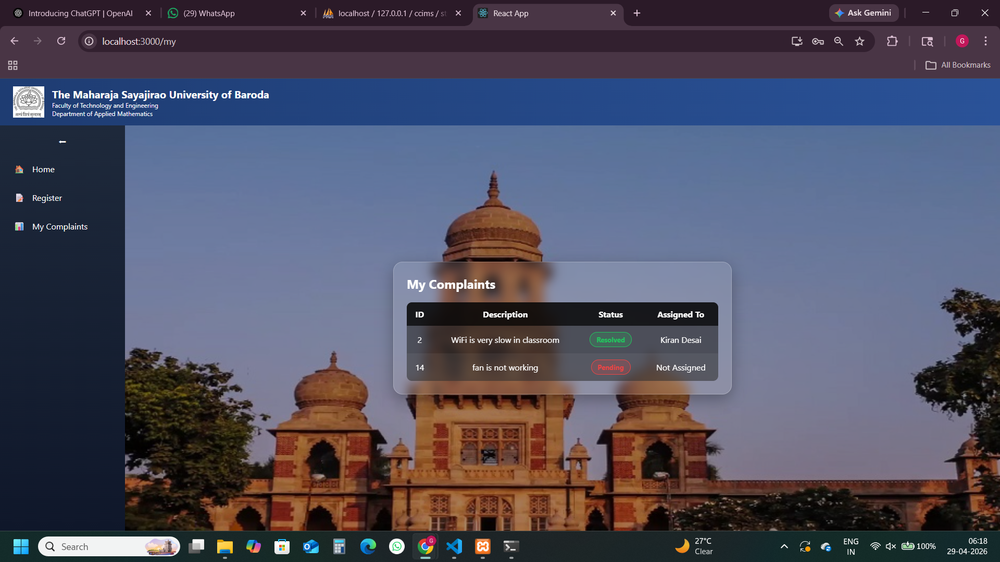 Introducing ChatGPT | OpenAI
(29) WhatsApp
localhost / 127.0.0.1 / ccims / st
React App
Ask Gemini
localhost:3000/my
G
All Bookmarks
The Maharaja Sayajirao University of Baroda
Faculty of Technology and Engineering
Department of Applied Mathematics
Home
Register
My Complaints
My Complaints
ID Description Status Assigned To
2 WiFi is very slow in classroom Resolved Kiran Desai
14 fan is not working Pending Not Assigned
Search
G
27°C
Clear
ENG
IN
100%
06:18
29-04-2026